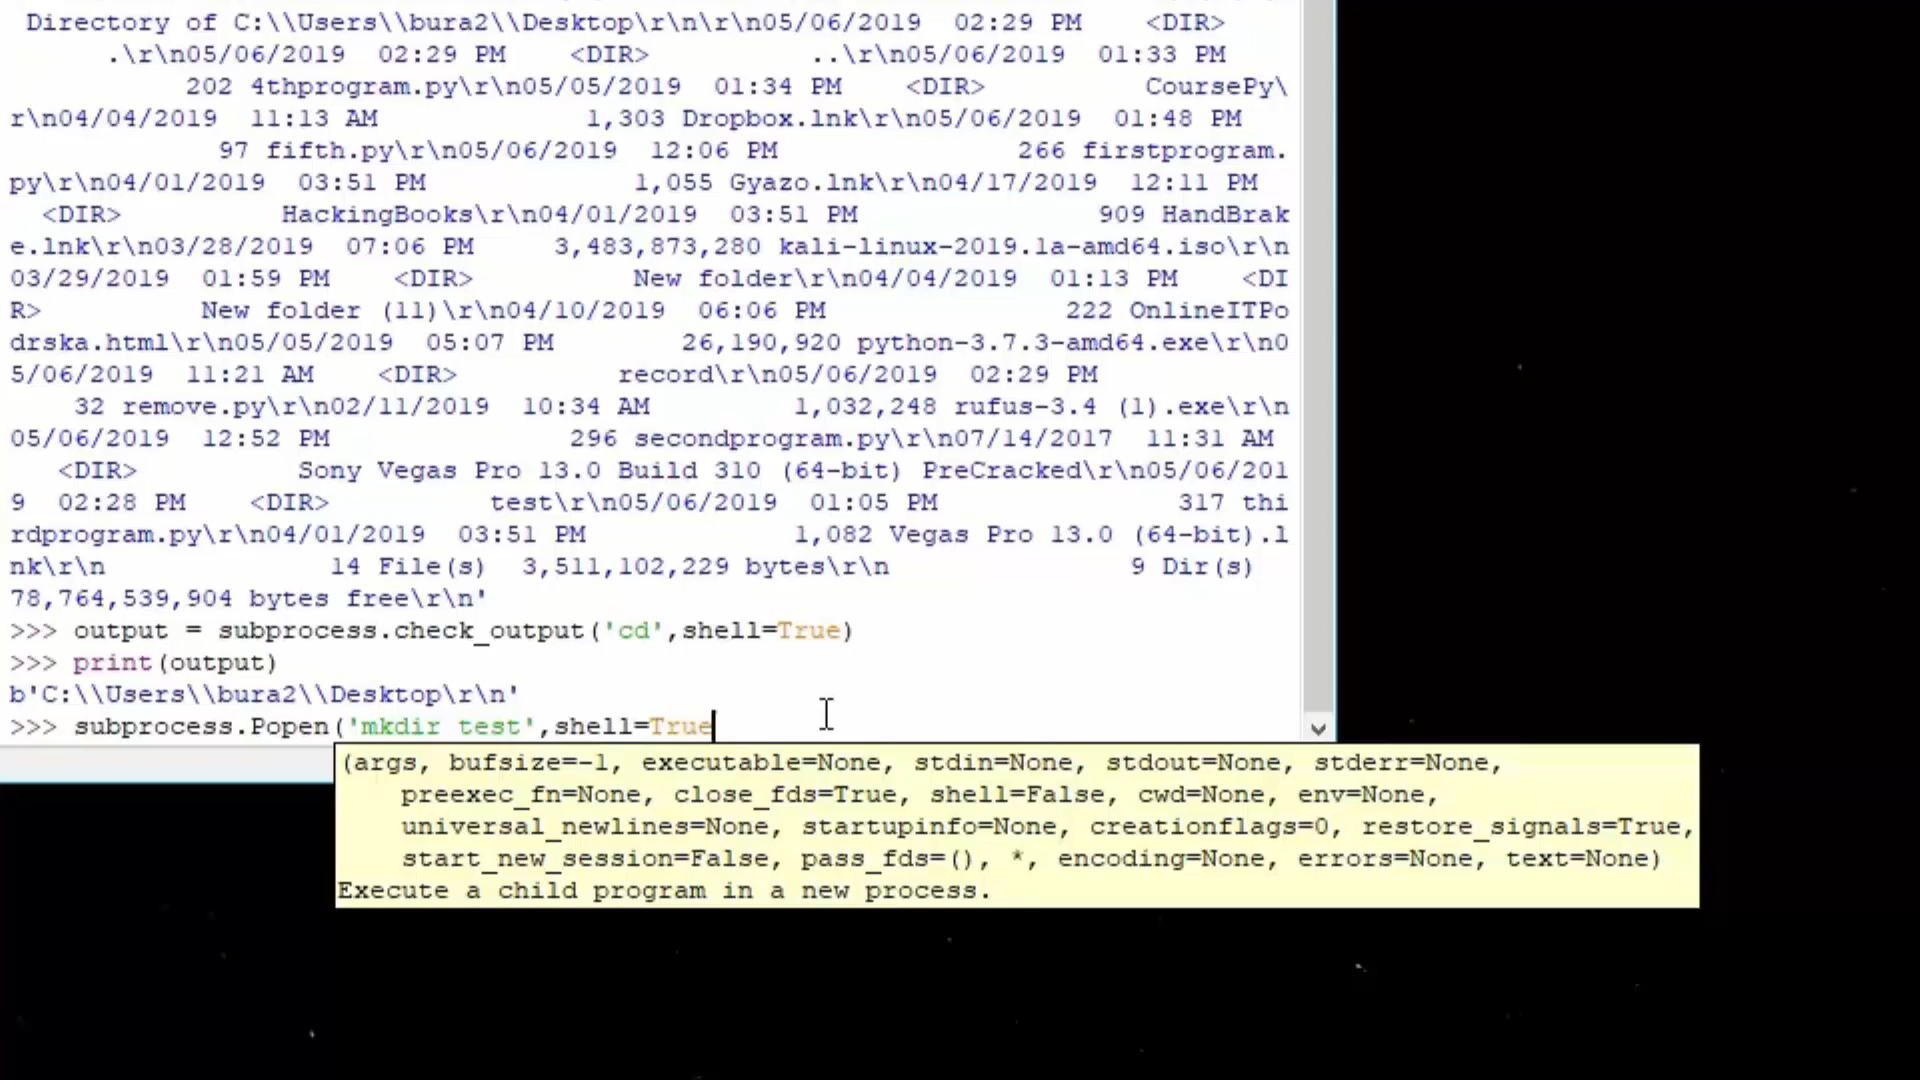 Directory of C:\\Users\\bura2\\Desktop\r\n\r\n05/06/2019  02:29 PM    <DIR>
.\r\n05/06/2019  02:29 PM    <DIR>          ..\r\n05/06/2019  01:33 PM
202 4thprogram.py\r\n05/05/2019  01:34 PM    <DIR>          CoursePy\
r\n04/04/2019  11:13 AM             1,303 Dropbox.lnk\r\n05/06/2019  01:48 PM
97 fifth.py\r\n05/06/2019  12:06 PM               266 firstprogram.
py\r\n04/01/2019  03:51 PM             1,055 Gyazo.lnk\r\n04/17/2019  12:11 PM
<DIR>          HackingBooks\r\n04/01/2019  03:51 PM               909 HandBrak
e.lnk\r\n03/28/2019  07:06 PM     3,483,873,280 kali-linux-2019.1a-amd64.iso\r\n
03/29/2019  01:59 PM    <DIR>          New folder\r\n04/04/2019  01:13 PM    <DI
R>          New folder (11)\r\n04/10/2019  06:06 PM               222 OnlineITPo
drska.html\r\n05/05/2019  05:07 PM        26,190,920 python-3.7.3-amd64.exe\r\n0
5/06/2019  11:21 AM    <DIR>          record\r\n05/06/2019  02:29 PM
32 remove.py\r\n02/11/2019  10:34 AM         1,032,248 rufus-3.4 (1).exe\r\n
05/06/2019  12:52 PM               296 secondprogram.py\r\n07/14/2017  11:31 AM
<DIR>          Sony Vegas Pro 13.0 Build 310 (64-bit) PreCracked\r\n05/06/201
9  02:28 PM    <DIR>          test\r\n05/06/2019  01:05 PM               317 thi
rdprogram.py\r\n04/01/2019  03:51 PM             1,082 Vegas Pro 13.0 (64-bit).l
nk\r\n              14 File(s)  3,511,102,229 bytes\r\n               9 Dir(s)
78,764,539,904 bytes free\r\n'
>>> output = subprocess.check_output('cd',shell=True)
>>> print(output)
b'C:\\Users\\bura2\\Desktop\r\n'
>>> subprocess.Popen('mkdir test',shell=True
(args, bufsize=-1, executable=None, stdin=None, stdout=None, stderr=None,
preexec_fn=None, close_fds=True, shell=False, cwd=None, env=None,
universal_newlines=None, startupinfo=None, creationflags=0, restore_signals=True,
start_new_session=False, pass_fds=(), *, encoding=None, errors=None, text=None)
Execute a child program in a new process.